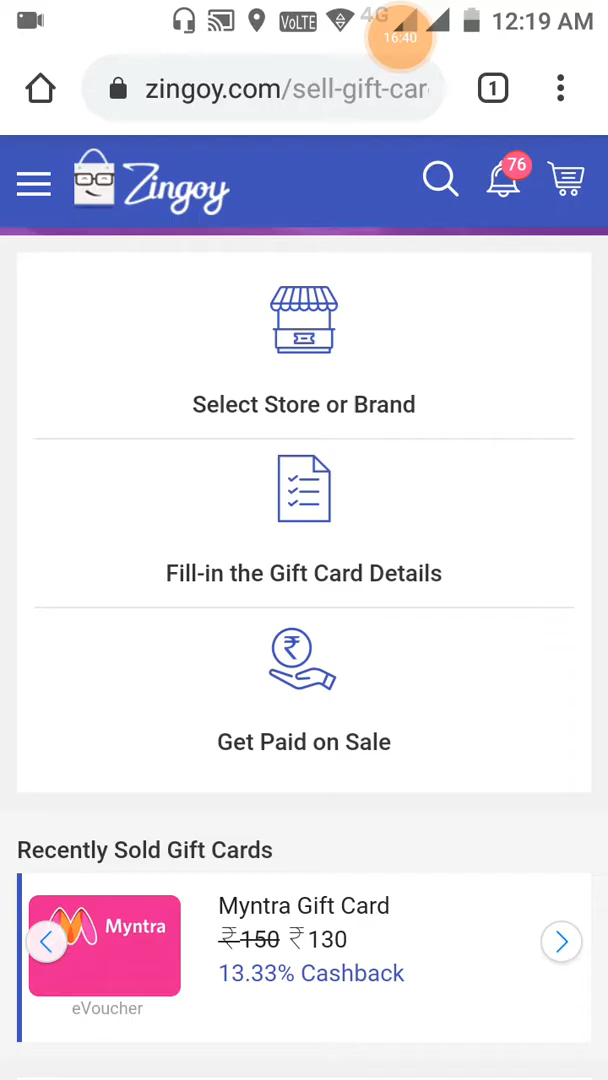 VoLTE 4G 16:40 12:19 AM
zingoy.com/sell-gift-car
1
Zingoy
76
Select Store or Brand
Fill-in the Gift Card Details
₹
Get Paid on Sale
Recently Sold Gift Cards
Myntra
Myntra Gift Card
₹150 ₹130
13.33% Cashback
eVoucher